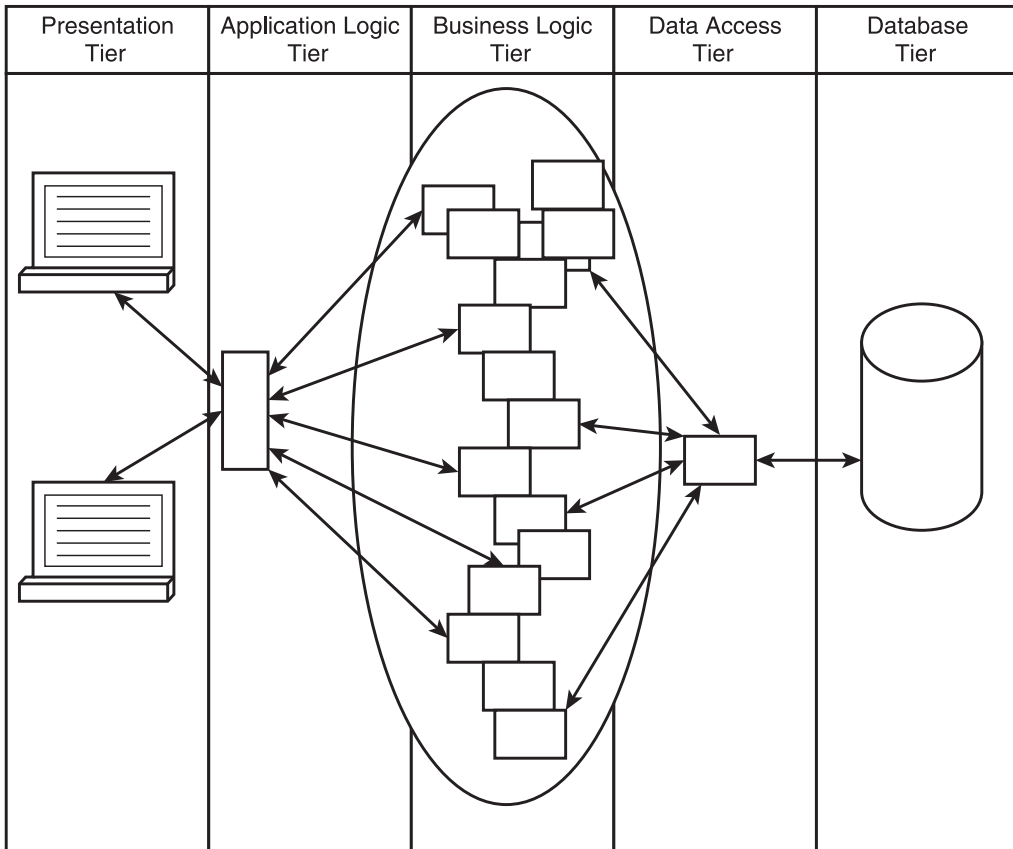 Presentation
Tier
Application Logic
Tier
Business Logic
Tier
Data Access
Tier
Database
Tier